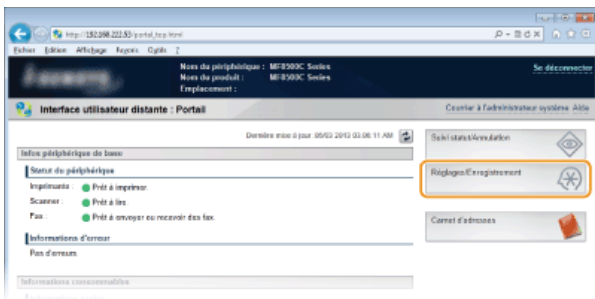 http://192.168.222.53/portal_top.html
Fichier Edition Affichage Favoris Outils ?
Nom du périphérique : MF8500C Series
Nom du produit : MF8500C Series
Emplacement :
Se déconnecter
Interface utilisateur distante : Portail
Courrier à l'administrateur système Aide
Dernière mise à jour 05/03 2013 03:06:11 AM
Suivi statut/Annulation
Infos périphérique de base
Statut du périphérique
Réglages/Enregistrement
Imprimante : Prêt à imprimer.
Scanner : Prêt à lire.
Fax : Prêt à envoyer ou recevoir des fax.
Carnet d'adresses
Informations d'erreur
Pas d'erreurs.
Informations consommables